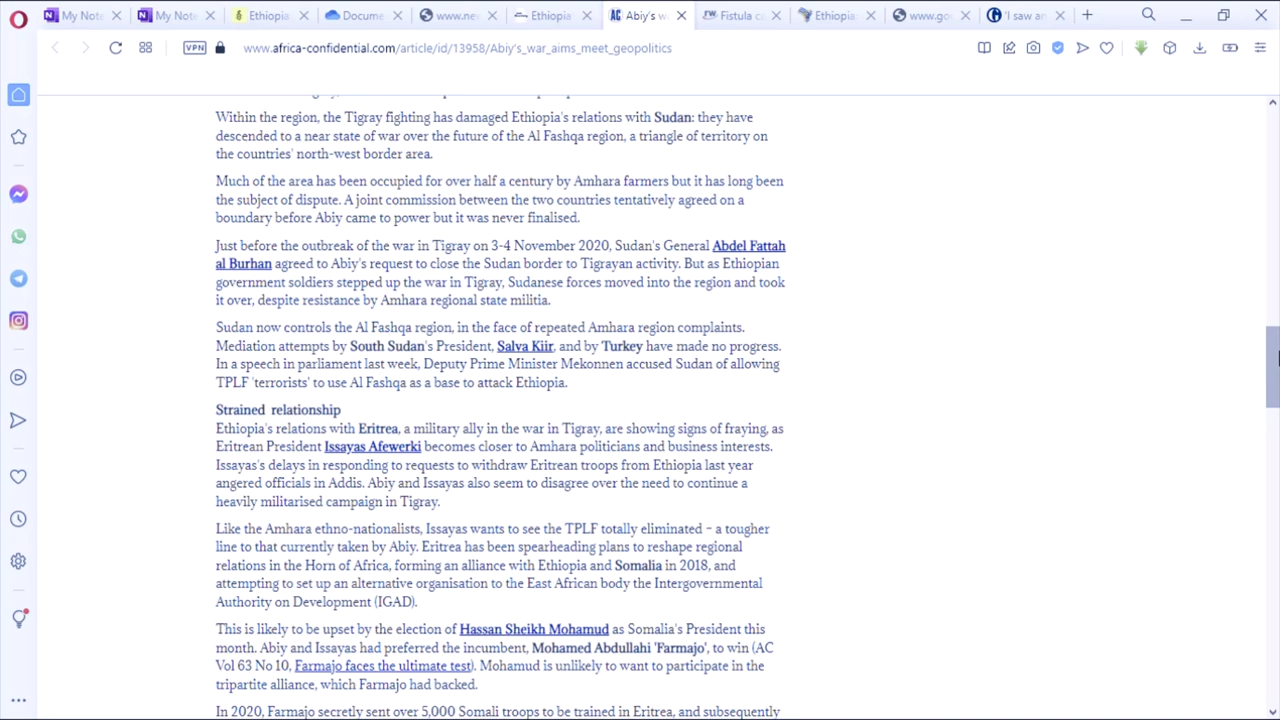 My Note
My Note
Ethiopian
Docume
www.nev
Ethiopia
Abiy's w
Fistula ca
Ethiopian
www.go
'I saw an
VPN
www.africa-confidential.com/article/id/13958/Abiy's_war_aims_meet_geopolitics
Within the region, the Tigray fighting has damaged Ethiopia's relations with Sudan: they have
descended to a near state of war over the future of the Al Fashqa region, a triangle of territory on
the countries' north-west border area.
Much of the area has been occupied for over half a century by Amhara farmers but it has long been
the subject of dispute. A joint commission between the two countries tentatively agreed on a
boundary before Abiy came to power but it was never finalised.
Just before the outbreak of the war in Tigray on 3-4 November 2020, Sudan's General Abdel Fattah
al Burhan agreed to Abiy's request to close the Sudan border to Tigrayan activity. But as Ethiopian
government soldiers stepped up the war in Tigray, Sudanese forces moved into the region and took
it over, despite resistance by Amhara regional state militia.
Sudan now controls the Al Fashqa region, in the face of repeated Amhara region complaints.
Mediation attempts by South Sudan's President, Salva Kiir, and by Turkey have made no progress.
In a speech in parliament last week, Deputy Prime Minister Mekonnen accused Sudan of allowing
TPLF 'terrorists' to use Al Fashqa as a base to attack Ethiopia.
Strained relationship
Ethiopia's relations with Eritrea, a military ally in the war in Tigray, are showing signs of fraying, as
Eritrean President Issayas Afewerki becomes closer to Amhara politicians and business interests.
Issayas's delays in responding to requests to withdraw Eritrean troops from Ethiopia last year
angered officials in Addis. Abiy and Issayas also seem to disagree over the need to continue a
heavily militarised campaign in Tigray.
Like the Amhara ethno-nationalists, Issayas wants to see the TPLF totally eliminated – a tougher
line to that currently taken by Abiy. Eritrea has been spearheading plans to reshape regional
relations in the Horn of Africa, forming an alliance with Ethiopia and Somalia in 2018, and
attempting to set up an alternative organisation to the East African body the Intergovernmental
Authority on Development (IGAD).
This is likely to be upset by the election of Hassan Sheikh Mohamud as Somalia's President this
month. Abiy and Issayas had preferred the incumbent, Mohamed Abdullahi 'Farmajo', to win (AC
Vol 63 No 10, Farmajo faces the ultimate test). Mohamud is unlikely to want to participate in the
tripartite alliance, which Farmajo had backed.
In 2020, Farmajo secretly sent over 5,000 Somali troops to be trained in Eritrea, and subsequently